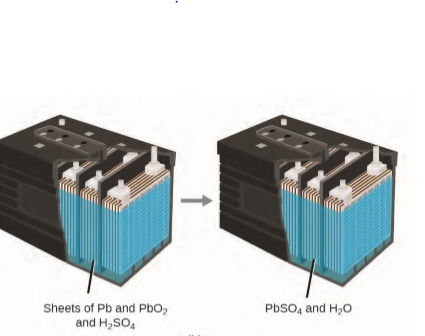 Sheets of Pb and PbO₂
and H₂SO₄
PbSO₄ and H₂O